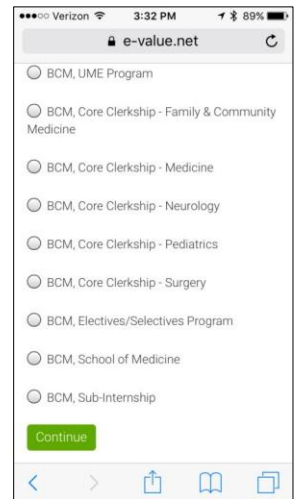 Verizon 3:32 PM 89%
e-value.net
BCM, UME Program
BCM, Core Clerkship - Family & Community
Medicine
BCM, Core Clerkship - Medicine
BCM, Core Clerkship - Neurology
BCM, Core Clerkship - Pediatrics
BCM, Core Clerkship - Surgery
BCM, Electives/Selectives Program
BCM, School of Medicine
BCM, Sub-Internship
Continue